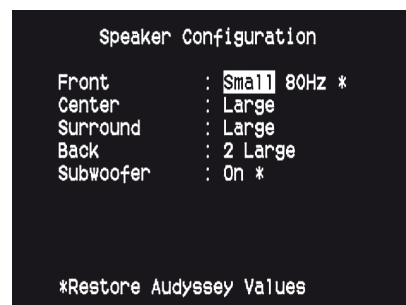 Speaker Configuration
Front : Small 80Hz *
Center : Large
Surround : Large
Back : 2 Large
Subwoofer : On *
*Restore Audyssey Values